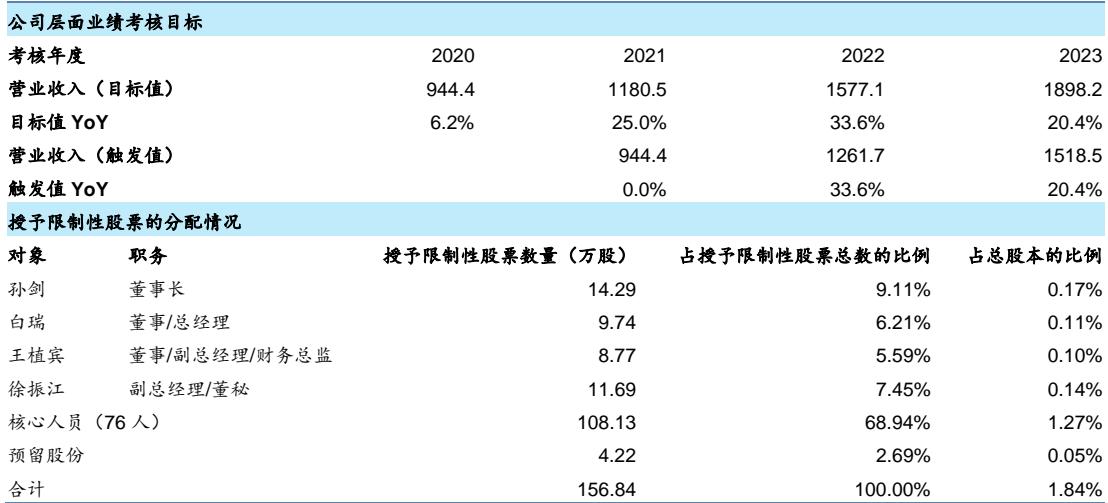 公司层面业绩考核目标
考核年度 2020 2021 2022 2023
营业收入（目标值） 944.4 1180.5 1577.1 1898.2
目标值 YoY 6.2% 25.0% 33.6% 20.4%
营业收入（触发值） 944.4 1261.7 1518.5
触发值 YoY 0.0% 33.6% 20.4%
授予限制性股票的分配情况
对象 职务 授予限制性股票数量（万股） 占授予限制性股票总数的比例 占总股本的比例
孙剑 董事长 14.29 9.11% 0.17%
白瑞 董事/总经理 9.74 6.21% 0.11%
王植宾 董事/副总经理/财务总监 8.77 5.59% 0.10%
徐振江 副总经理/董秘 11.69 7.45% 0.14%
核心人员（76 人） 108.13 68.94% 1.27%
预留股份 4.22 2.69% 0.05%
合计 156.84 100.00% 1.84%